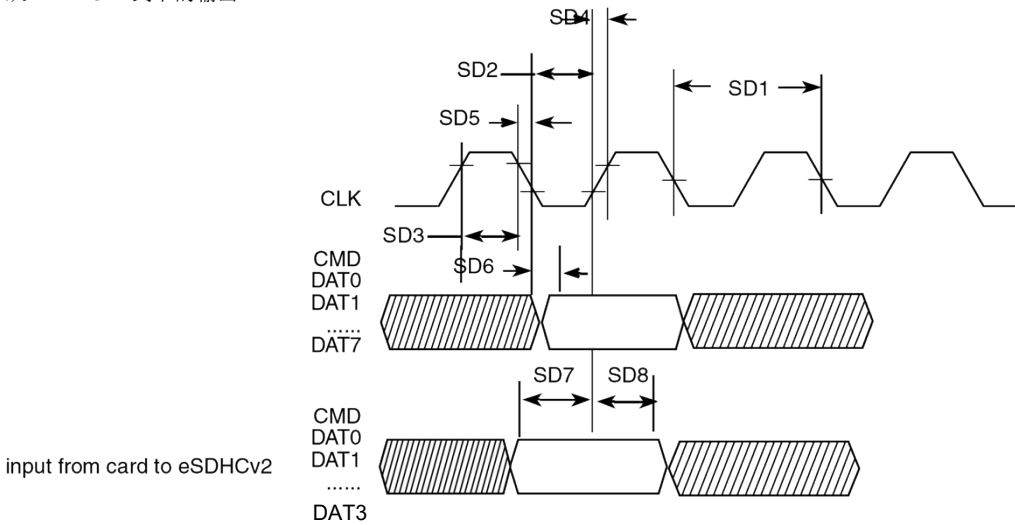 SD4
SD2
SD1
SD5
CLK
SD3
CMD
SD6
DAT0
DAT1
......
DAT7
SD7
SD8
CMD
DAT0
DAT1
input from card to eSDHCv2
......
DAT3